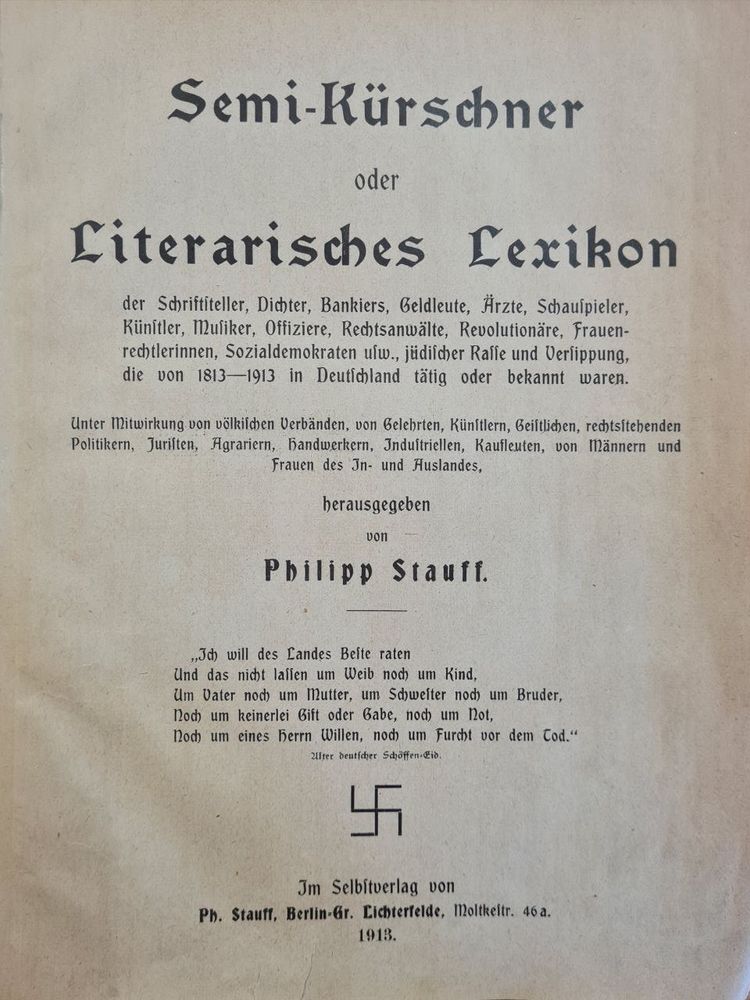 Semi-Kürschner
oder
Literarisches Lexikon
der Schriftſteller, Dichter, Bankiers, Geldleute, Ärzte, Schauſpieler,
Künſtler, Muſiker, Offiziere, Rechtsanwälte, Revolutionäre, Frauen-
rechtlerinnen, Sozialdemokraten uſw., jüdiſcher Raſſe und Verſippung,
die von 1813—1913 in Deutſchland tätig oder bekannt waren.
Unter Mitwirkung von völkiſchen Verbänden, von Gelehrten, Künſtlern, Geiſtlichen, rechtsſtehenden
Politikern, Juriſten, Agrariern, Handwerkern, Induſtriellen, Kaufleuten, von Männern und
Frauen des In- und Auslandes,
herausgegeben
von
Philipp Stauff.
„Ich will des Landes Beſte raten
Und das nicht laſſen um Weib noch um Kind,
Um Vater noch um Mutter, um Schweſter noch um Bruder,
Noch um keinerlei Gift oder Gabe, noch um Not,
Noch um eines Herrn Willen, noch um Furcht vor dem Tod.“
Alter deutſcher Schöffen-Eid.
Im Selbſtverlag von
Ph. Stauff, Berlin-Gr. Lichterfelde, Moltkeſtr. 46a.
1913.